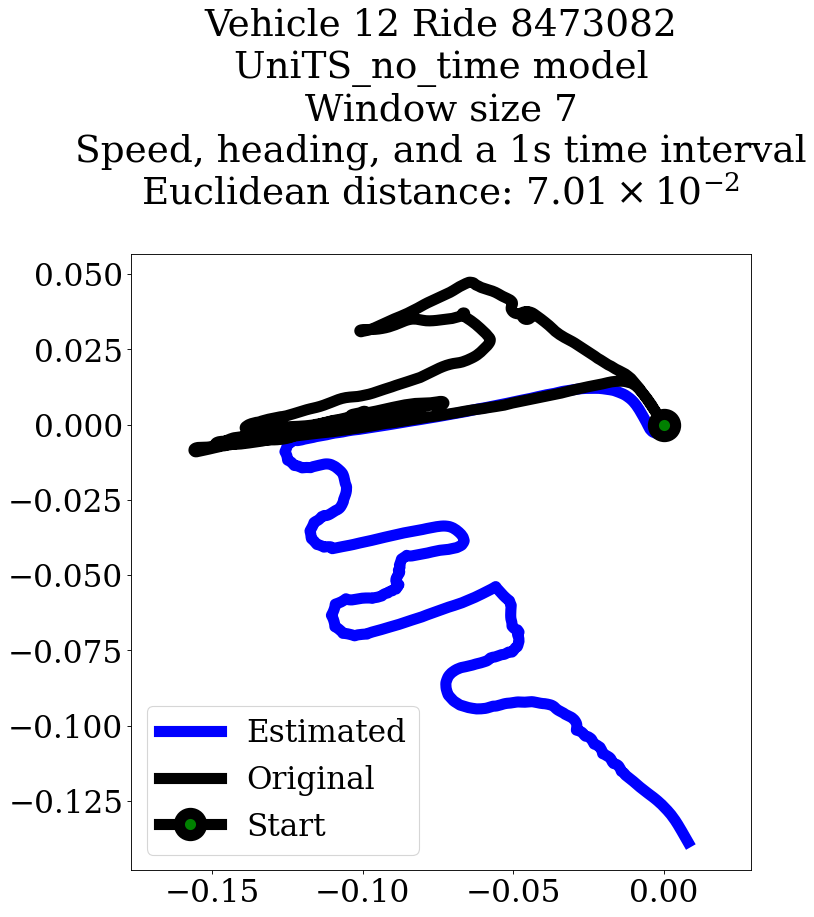 Vehicle 12 Ride 8473082
UniTS_no_time model
Window size 7
Speed, heading, and a 1s time interval
Euclidean distance: 7.01 × 10⁻²
0.050
0.025
0.000
−0.025
−0.050
−0.075
−0.100
−0.125
Estimated
Original
Start
−0.15 −0.10 −0.05 0.00